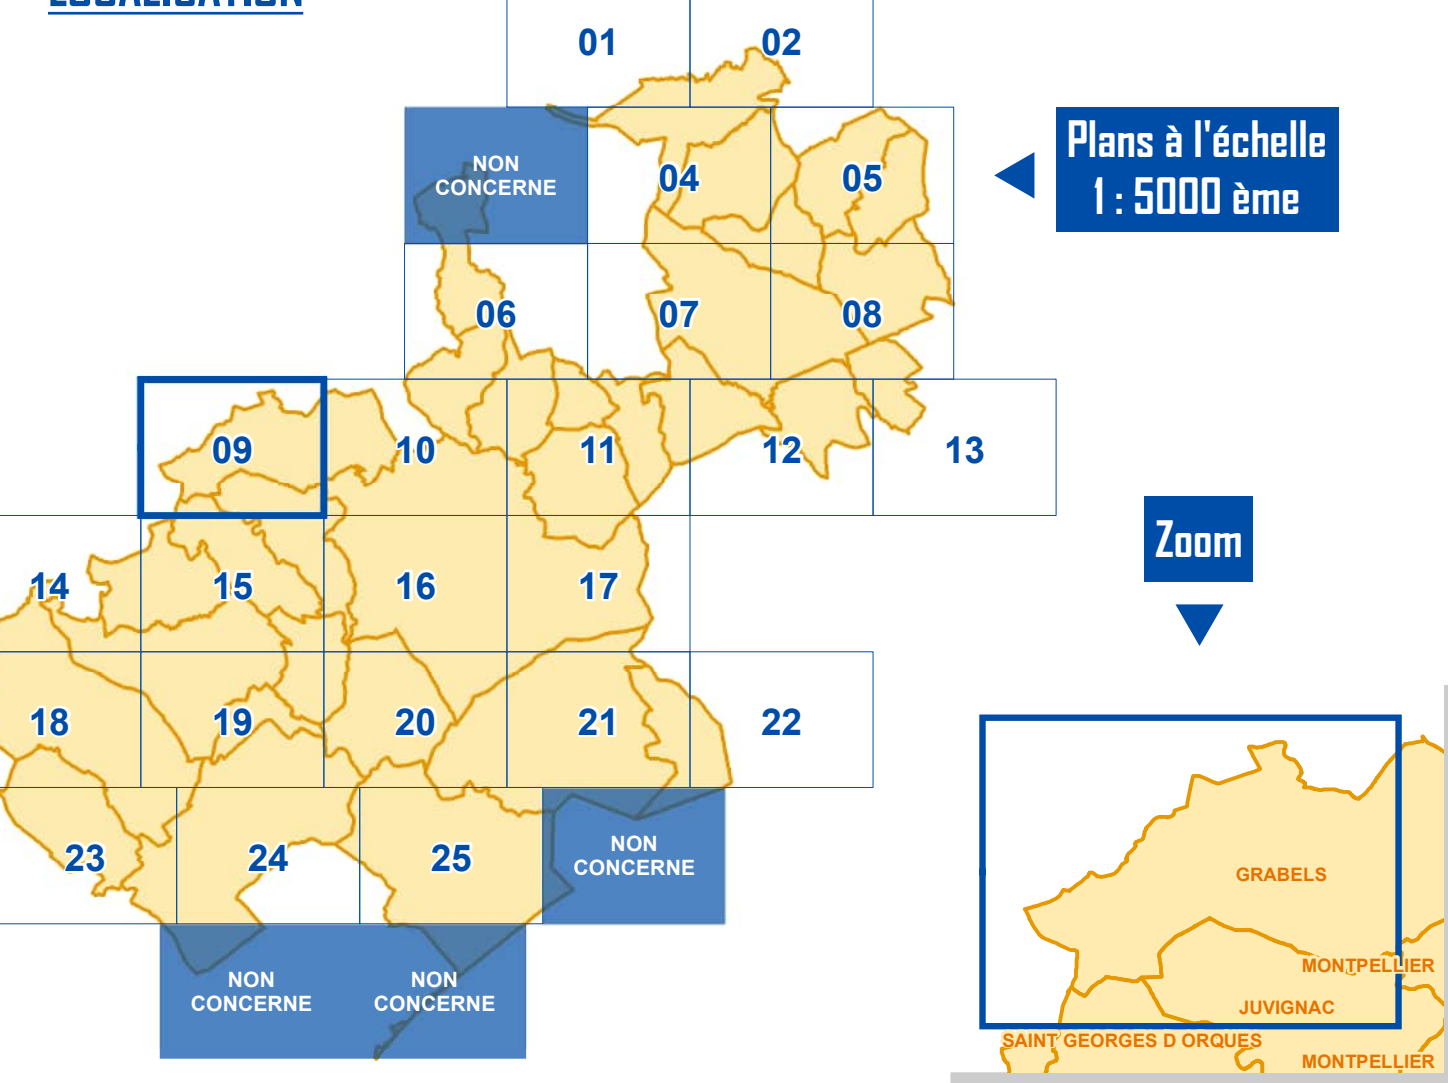 LOCALISATION
01
02
NON
CONCERNE
04
05
Plans à l'échelle
1 : 5000 ème
06
07
08
09
10
11
12
13
Zoom
14
15
16
17
18
19
20
21
22
23
24
25
NON
CONCERNE
NON
CONCERNE
NON
CONCERNE
GRABELS
MONTPELLIER
JUVIGNAC
SAINT GEORGES D ORQUES
MONTPELLIER